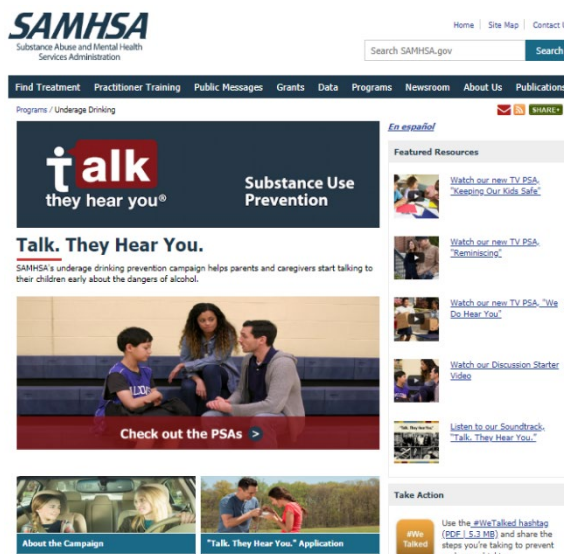 SAMHSA
Substance Abuse and Mental Health
Services Administration
Home
Site Map
Contact
Search SAMHSA.gov
Search
Find Treatment
Practitioner Training
Public Messages
Grants
Data
Programs
Newsroom
About Us
Publications
Programs / Underage Drinking
SHARE+
En español
talk
they hear you®
Substance Use
Prevention
Talk. They Hear You.
SAMHSA's underage drinking prevention campaign helps parents and caregivers start talking to
their children early about the dangers of alcohol.
Check out the PSAs >
About the Campaign
"Talk. They Hear You." Application
Featured Resources
Watch our new TV PSA,
"Keeping Our Kids Safe"
Watch our new TV PSA,
"Reminiscing"
Watch our new TV PSA, "We
Do Hear You"
Watch our Discussion Starter
Video
Listen to our Soundtrack,
"Talk. They Hear You."
Take Action
#We
Talked
Use the #WeTalked hashtag
(PDF | 5.3 MB) and share the
steps you're taking to prevent